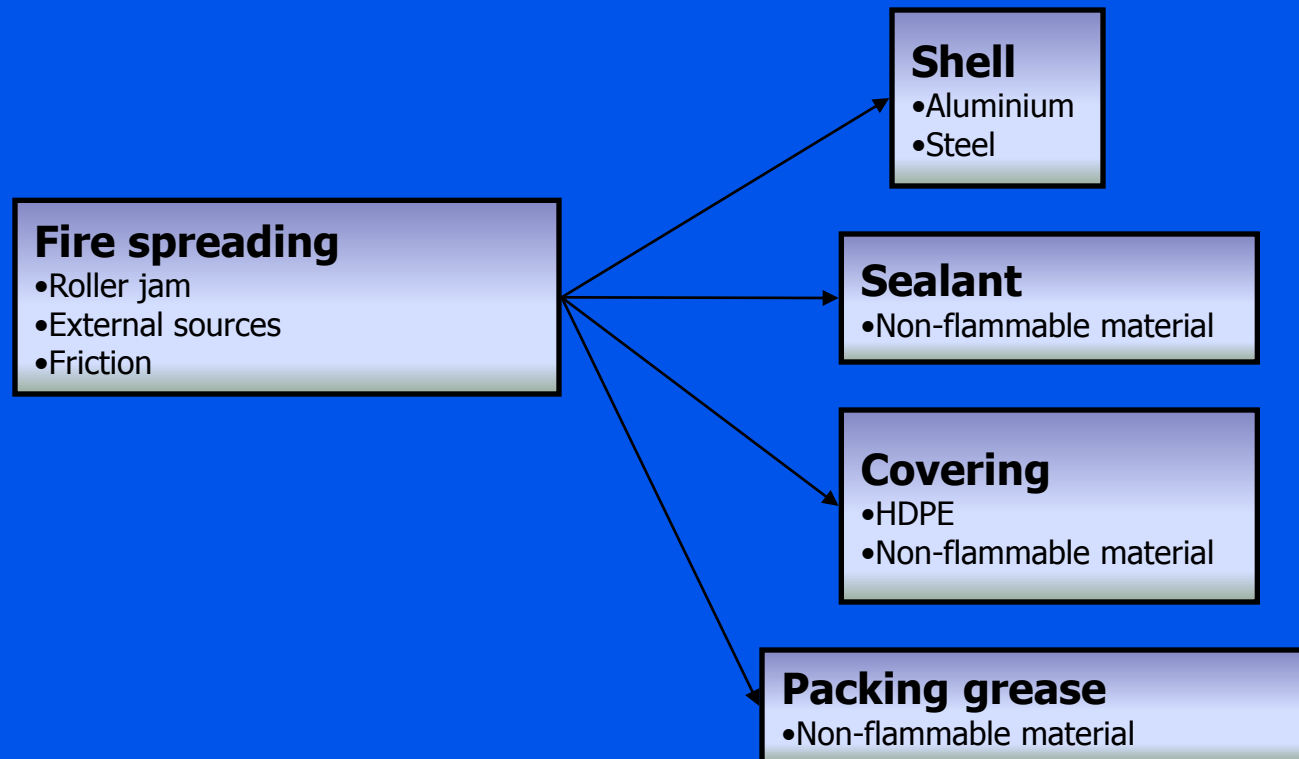 Fire spreading
•Roller jam
•External sources
•Friction
Shell
•Aluminium
•Steel
Sealant
•Non-flammable material
Covering
•HDPE
•Non-flammable material
Packing grease
•Non-flammable material